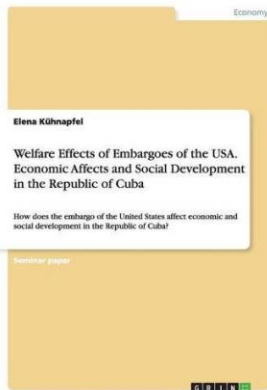 Economy
Elena Kühnapfel
Welfare Effects of Embargoes of the USA.
Economic Affects and Social Development
in the Republic of Cuba
How does the embargo of the United States affect economic and
social development in the Republic of Cuba?
Seminar paper
GRIN